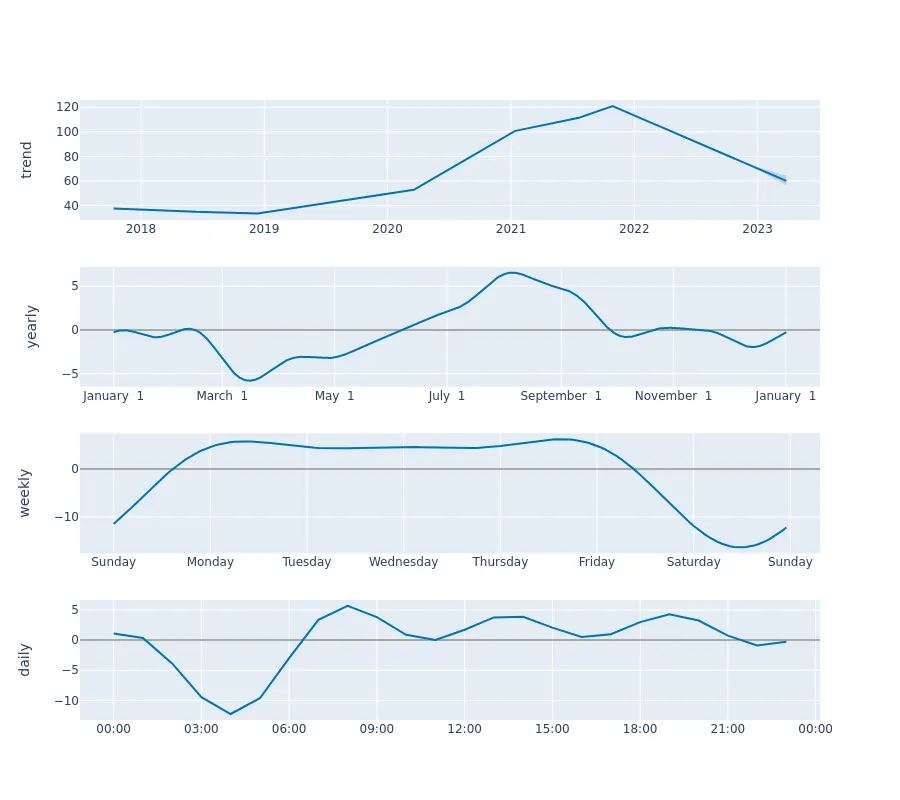 120
100
80
60
40
trend
2018 2019 2020 2021 2022 2023
5
0
−5
yearly
January 1 March 1 May 1 July 1 September 1 November 1 January 1
0
−10
weekly
Sunday Monday Tuesday Wednesday Thursday Friday Saturday Sunday
5
0
−5
−10
daily
00:00 03:00 06:00 09:00 12:00 15:00 18:00 21:00 00:00